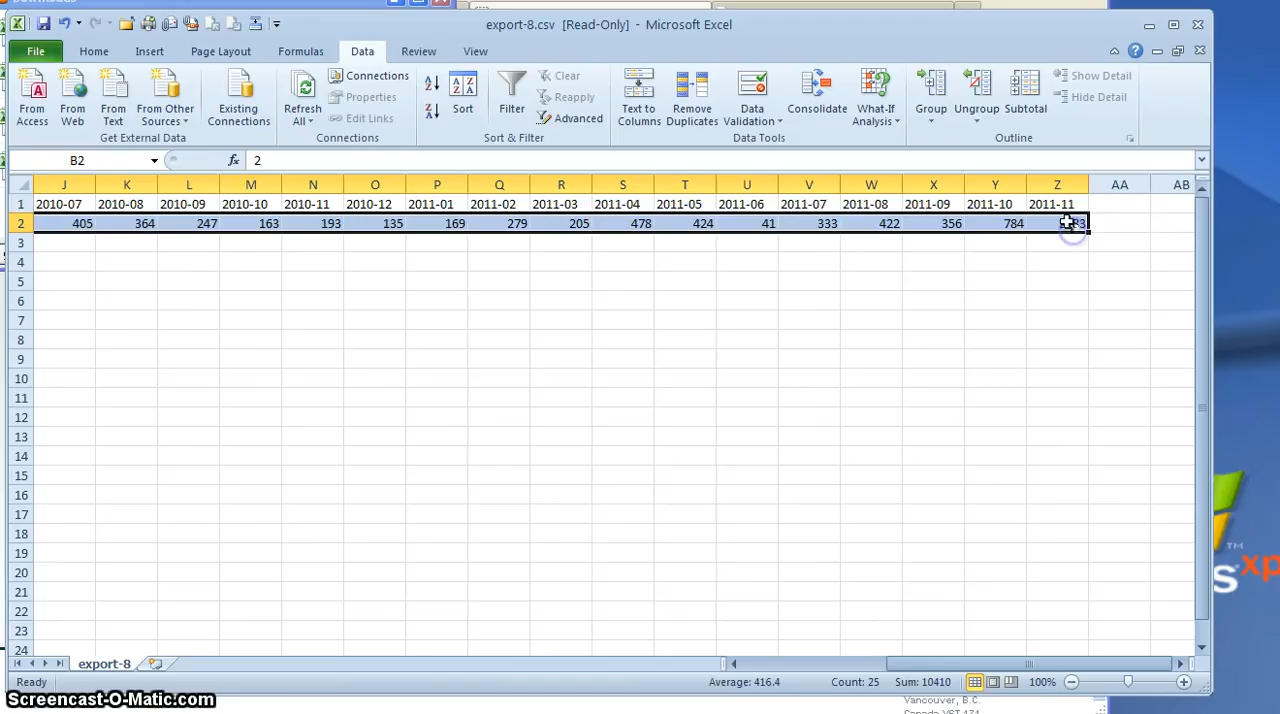 Downloads
export-8.csv [Read-Only] - Microsoft Excel
File Home Insert Page Layout Formulas Data Review View
From Access From Web From Text From Other Sources Existing Connections
Get External Data
Refresh All Connections Properties Edit Links
Connections
Sort Filter Clear Reapply Advanced
Sort & Filter
Text to Columns Remove Duplicates Data Validation Consolidate What-If Analysis
Data Tools
Group Ungroup Subtotal Show Detail Hide Detail
Outline
B2 fx 2
J K L M N O P Q R S T U V W X Y Z AA AB
1 2010-07 2010-08 2010-09 2010-10 2010-11 2010-12 2011-01 2011-02 2011-03 2011-04 2011-05 2011-06 2011-07 2011-08 2011-09 2011-10 2011-11
2 405 364 247 163 193 135 169 279 205 478 424 41 333 422 356 784
3
4
5
6
7
8
9
10
11
12
13
14
15
16
17
18
19
20
21
22
23
24
export-8
Ready Average: 416.4 Count: 25 Sum: 10410 100%
Screencast-O-Matic.com
Vancouver, B.C.
xp